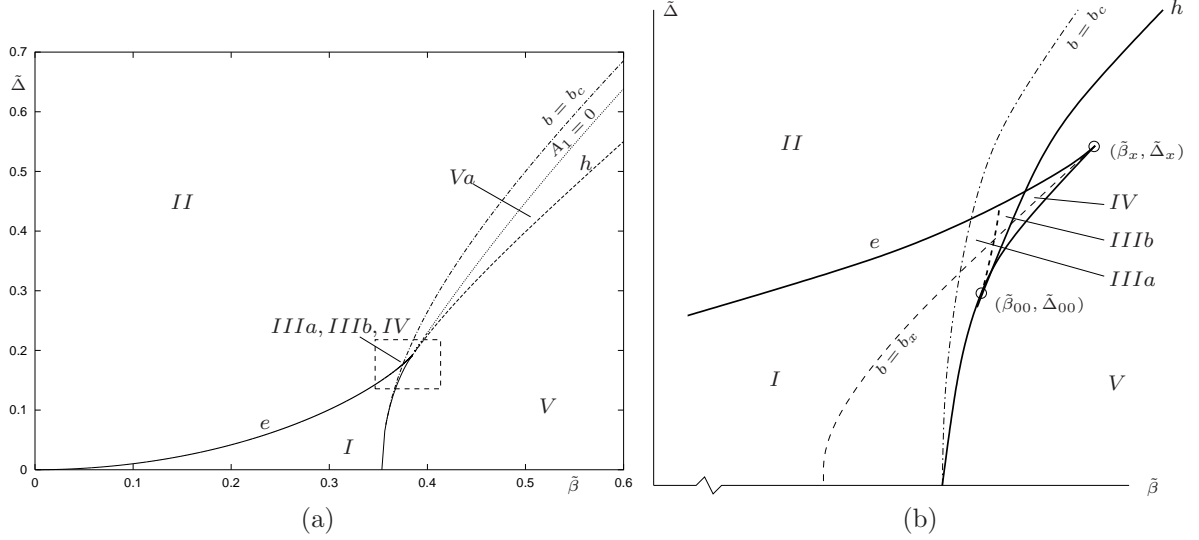 0.7
Δ̃
0.6
0.5
0.4
0.3
0.2
0.1
0
0
0.1
0.2
0.3
0.4
0.5
0.6
β̃
II
b = b_c
A_1 = 0
h
Va
IIIa, IIIb, IV
e
I
V
(a)
Δ̃
b = b_c
h
II
(β̃_x, Δ̃_x)
IV
e
IIIb
IIIa
(β̃_00, Δ̃_00)
b = b_x
I
V
β̃
(b)